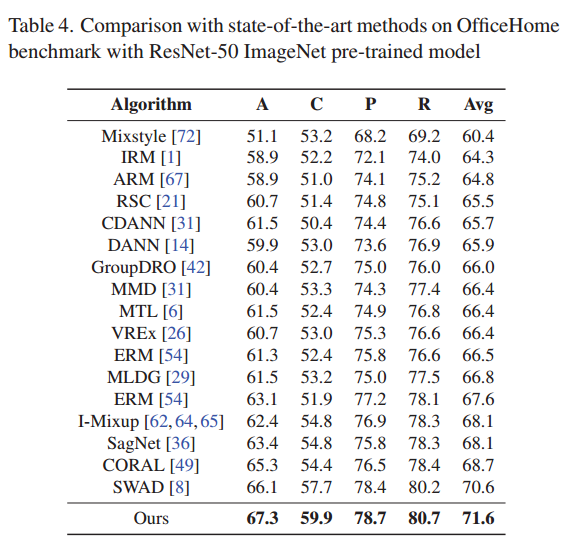 Table 4. Comparison with state-of-the-art methods on OfficeHome
benchmark with ResNet-50 ImageNet pre-trained model
Algorithm A C P R Avg
Mixstyle [72] 51.1 53.2 68.2 69.2 60.4
IRM [1] 58.9 52.2 72.1 74.0 64.3
ARM [67] 58.9 51.0 74.1 75.2 64.8
RSC [21] 60.7 51.4 74.8 75.1 65.5
CDANN [31] 61.5 50.4 74.4 76.6 65.7
DANN [14] 59.9 53.0 73.6 76.9 65.9
GroupDRO [42] 60.4 52.7 75.0 76.0 66.0
MMD [31] 60.4 53.3 74.3 77.4 66.4
MTL [6] 61.5 52.4 74.9 76.8 66.4
VREx [26] 60.7 53.0 75.3 76.6 66.4
ERM [54] 61.3 52.4 75.8 76.6 66.5
MLDG [29] 61.5 53.2 75.0 77.5 66.8
ERM [54] 63.1 51.9 77.2 78.1 67.6
I-Mixup [62,64,65] 62.4 54.8 76.9 78.3 68.1
SagNet [36] 63.4 54.8 75.8 78.3 68.1
CORAL [49] 65.3 54.4 76.5 78.4 68.7
SWAD [8] 66.1 57.7 78.4 80.2 70.6
Ours 67.3 59.9 78.7 80.7 71.6